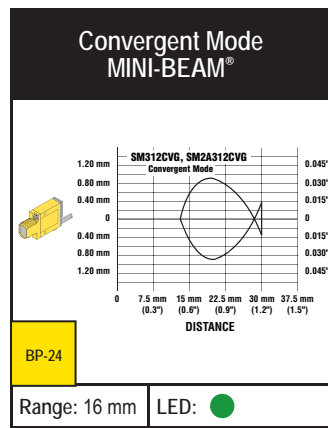 Convergent Mode
MINI-BEAM®
SM312CVG, SM2A312CVG
Convergent Mode
1.20 mm 0.045"
0.80 mm 0.030"
0.40 mm 0.015"
0 0
0.40 mm 0.015"
0.80 mm 0.030"
1.20 mm 0.045"
0 7.5 mm 15 mm 22.5 mm 30 mm 37.5 mm
(0.3") (0.6") (0.9") (1.2") (1.5")
DISTANCE
BP-24
Range: 16 mm LED: